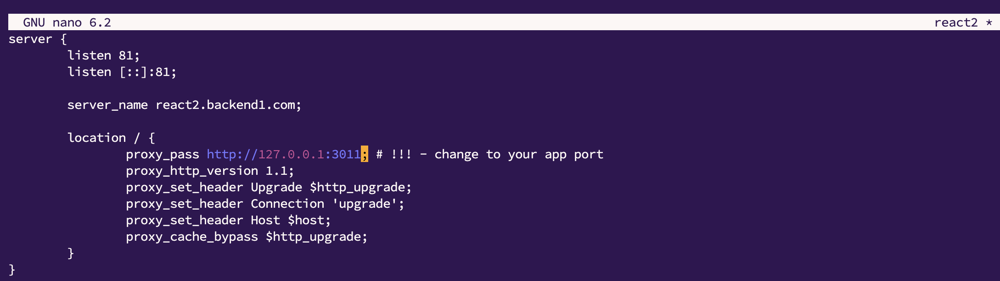 GNU nano 6.2 react2 *
server {
listen 81;
listen [::]:81;
server_name react2.backend1.com;
location / {
proxy_pass http://127.0.0.1:3011; # !!! - change to your app port
proxy_http_version 1.1;
proxy_set_header Upgrade $http_upgrade;
proxy_set_header Connection 'upgrade';
proxy_set_header Host $host;
proxy_cache_bypass $http_upgrade;
}
}